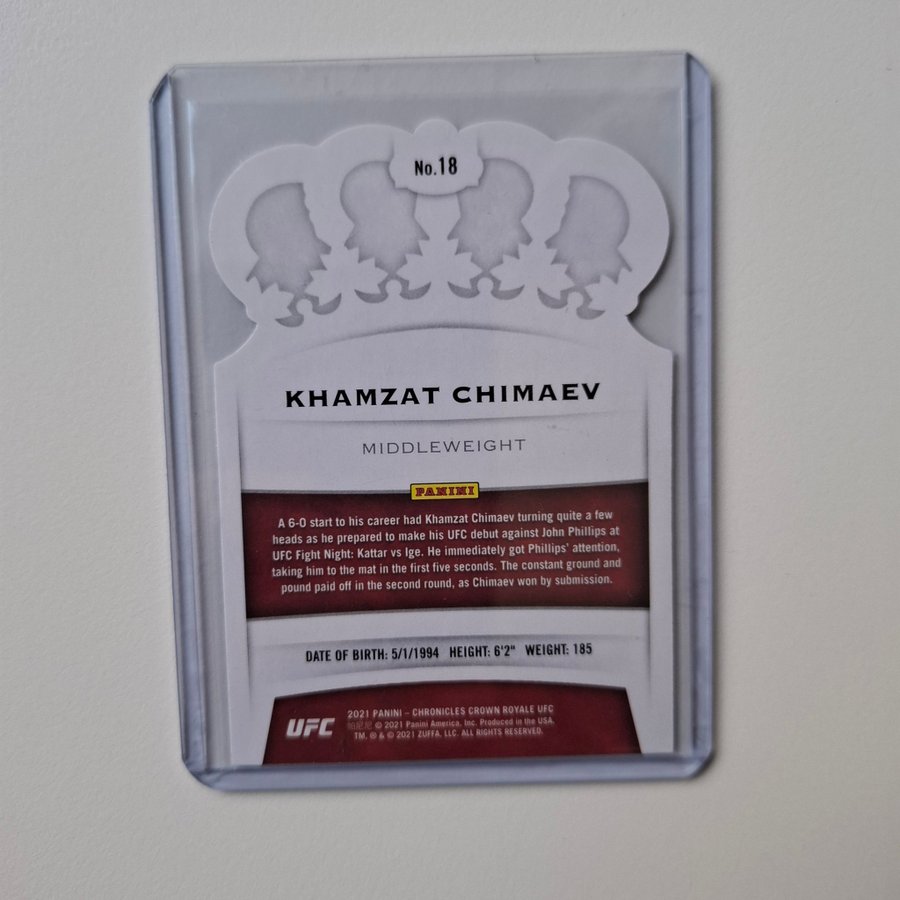 No.18
KHAMZAT CHIMAEV
MIDDLEWEIGHT
PANINI
A 6-0 start to his career had Khamzat Chimaev turning quite a few
heads as he prepared to make his UFC debut against John Phillips at
UFC Fight Night: Kattar vs Ige. He immediately got Phillips' attention,
taking him to the mat in the first five seconds. The constant ground and
pound paid off in the second round, as Chimaev won by submission.
DATE OF BIRTH: 5/1/1994 HEIGHT: 6'2" WEIGHT: 185
UFC
2021 PANINI – CHRONICLES CROWN ROYALE UFC
帕尼尼 © 2021 Panini America, Inc. Produced in the USA.
TM, ® & © 2021 ZUFFA, LLC. ALL RIGHTS RESERVED.